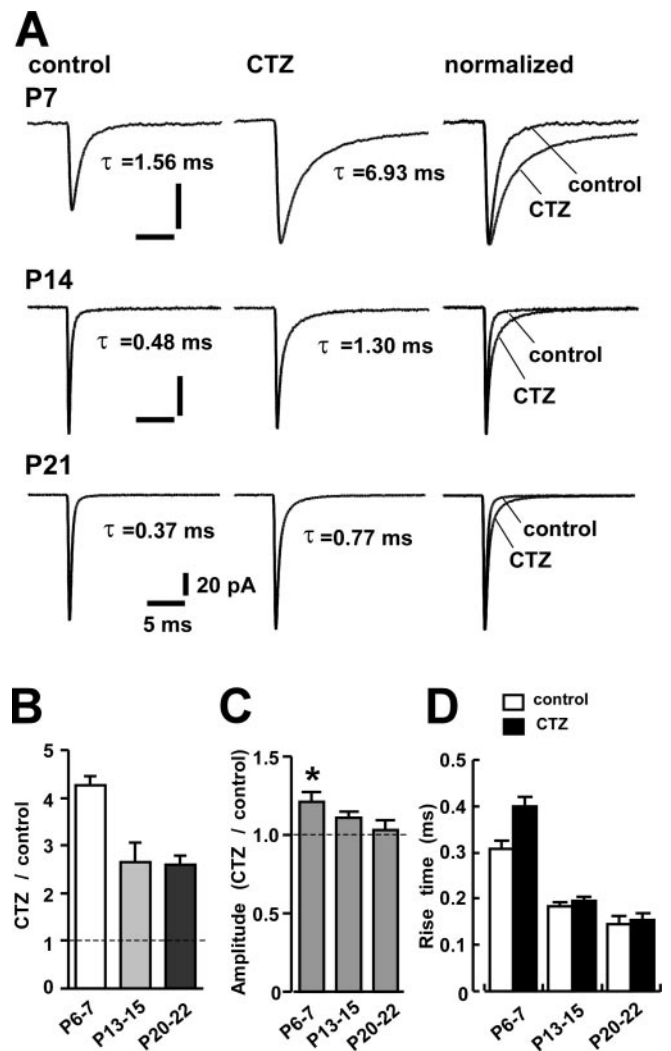 A
control CTZ normalized
P7
τ =1.56 ms τ =6.93 ms control
CTZ
P14
τ =0.48 ms τ =1.30 ms control
CTZ
P21
τ =0.37 ms τ =0.77 ms control
CTZ
20 pA
5 ms
B
CTZ / control
5
4
3
2
1
0
P6-7 P13-15 P20-22
C
Amplitude (CTZ / control)
1.5
1.0
0.5
0
*
P6-7 P13-15 P20-22
D
control
CTZ
Rise time (ms)
0.5
0.4
0.3
0.2
0.1
0
P6-7 P13-15 P20-22